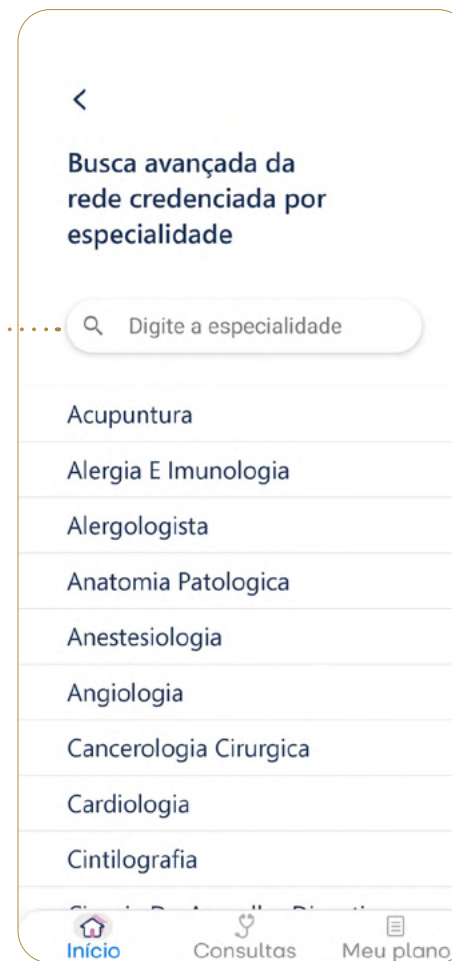 Busca avançada da
rede credenciada por
especialidade
Digite a especialidade
Acupuntura
Alergia E Imunologia
Alergologista
Anatomia Patologica
Anestesiologia
Angiologia
Cancerologia Cirurgica
Cardiologia
Cintilografia
Início Consultas Meu plano